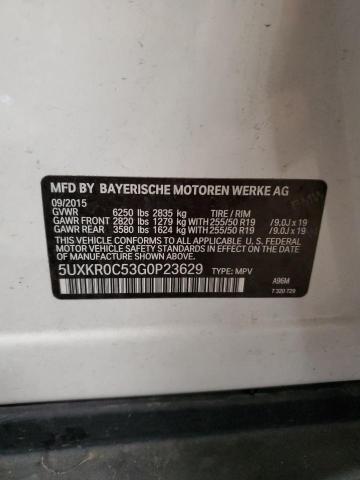 MFD BY BAYERISCHE MOTOREN WERKE AG
09/2015
GVWR 6250 lbs 2835 kg TIRE / RIM
GAWR FRONT 2820 lbs 1279 kg WITH 255/50 R19 / 9.0J x 19
GAWR REAR 3580 lbs 1624 kg WITH 255/50 R19 / 9.0J x 19
THIS VEHICLE CONFORMS TO ALL APPLICABLE U. S. FEDERAL
MOTOR VEHICLE SAFETY STANDARDS IN EFFECT ON THE DATE
OF MANUFACTURE SHOWN ABOVE.
5UXKR0C53G0P23629 TYPE: MPV
A96M
7 320 729